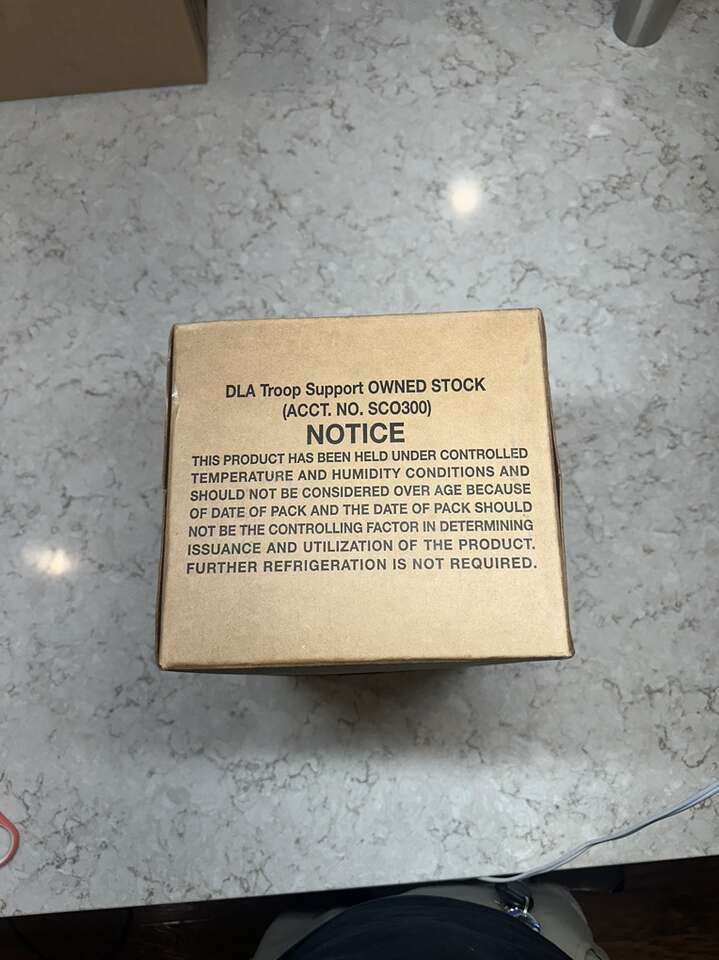 DLA Troop Support OWNED STOCK
(ACCT. NO. SCO300)
NOTICE
THIS PRODUCT HAS BEEN HELD UNDER CONTROLLED
TEMPERATURE AND HUMIDITY CONDITIONS AND
SHOULD NOT BE CONSIDERED OVER AGE BECAUSE
OF DATE OF PACK AND THE DATE OF PACK SHOULD
NOT BE THE CONTROLLING FACTOR IN DETERMINING
ISSUANCE AND UTILIZATION OF THE PRODUCT.
FURTHER REFRIGERATION IS NOT REQUIRED.